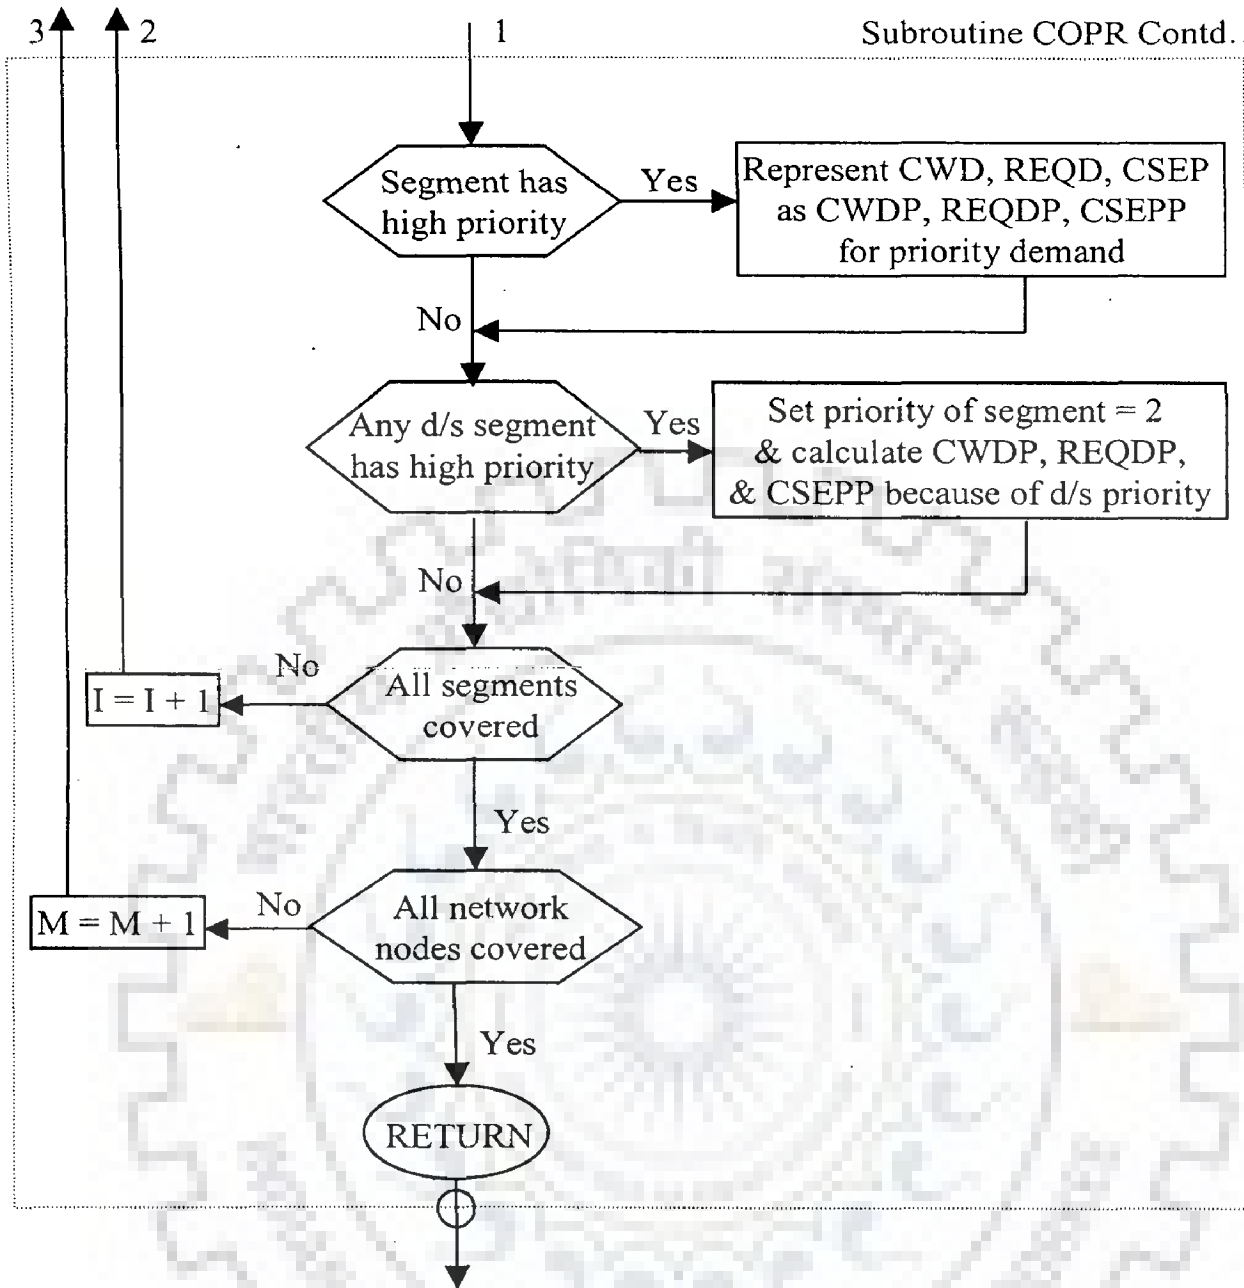 3
2
1
Subroutine COPR Contd.
Segment has
high priority
Yes
Represent CWD, REQD, CSEP
as CWDP, REQDP, CSEPP
for priority demand
No
Any d/s segment
has high priority
Yes
Set priority of segment = 2
& calculate CWDP, REQDP,
& CSEPP because of d/s priority
No
All segments
covered
No
I = I + 1
Yes
All network
nodes covered
No
M = M + 1
Yes
RETURN